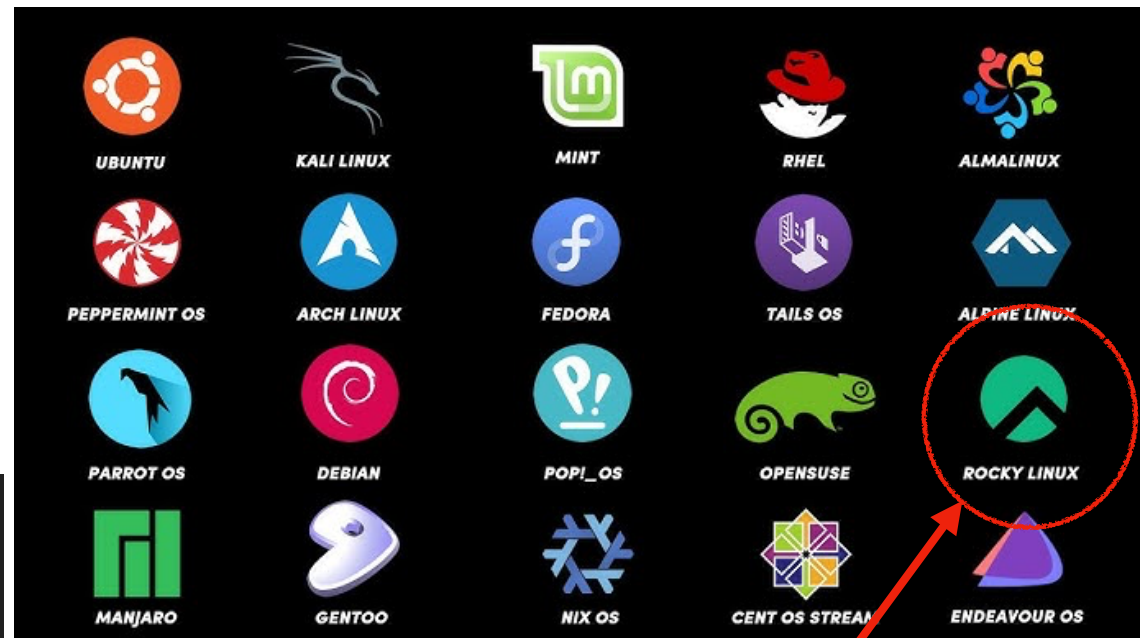 UBUNTU
KALI LINUX
MINT
RHEL
ALMALINUX
PEPPERMINT OS
ARCH LINUX
FEDORA
TAILS OS
ALPINE LINUX
P!
PARROT OS
DEBIAN
POP!_OS
OPENSUSE
ROCKY LINUX
MANJARO
GENTOO
NIX OS
CENT OS STREAM
ENDEAVOUR OS